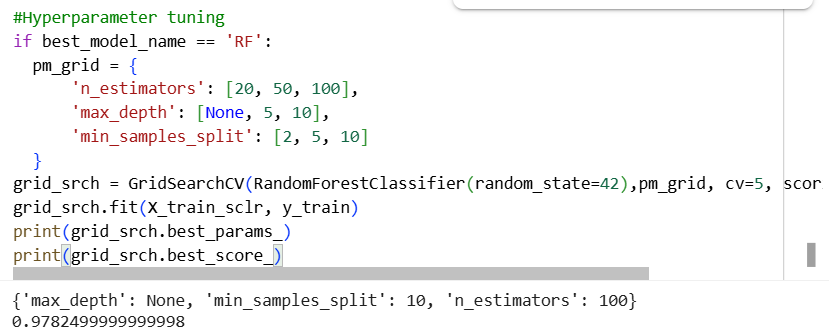 #Hyperparameter tuning
if best_model_name == 'RF':
  pm_grid = {
      'n_estimators': [20, 50, 100],
      'max_depth': [None, 5, 10],
      'min_samples_split': [2, 5, 10]
  }
grid_srch = GridSearchCV(RandomForestClassifier(random_state=42),pm_grid, cv=5, scor
grid_srch.fit(X_train_sclr, y_train)
print(grid_srch.best_params_)
print(grid_srch.best_score_)
{'max_depth': None, 'min_samples_split': 10, 'n_estimators': 100}
0.9782499999999998